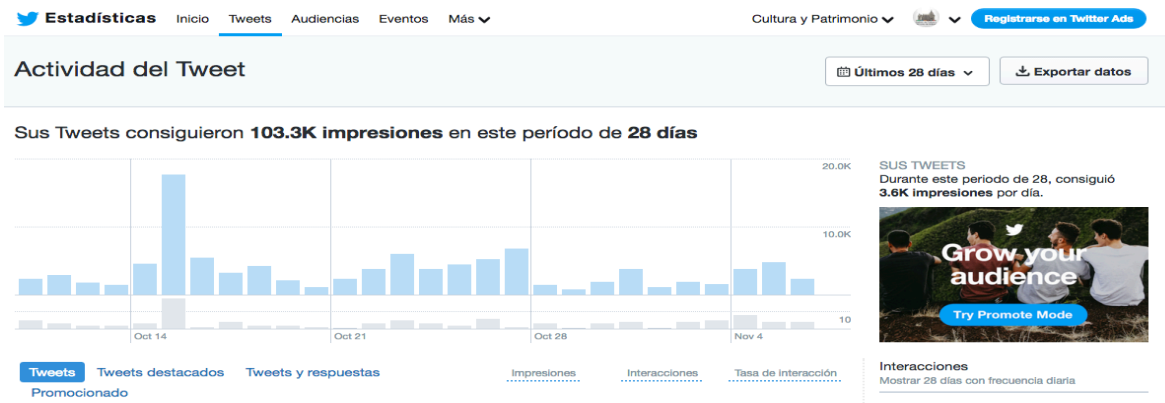 Estadísticas Inicio Tweets Audiencias Eventos Más Cultura y Patrimonio Registrarse en Twitter Ads
Actividad del Tweet
Últimos 28 días
Exportar datos
Sus Tweets consiguieron 103.3K impresiones en este período de 28 días
20.0K
10.0K
10
Oct 14 Oct 21 Oct 28 Nov 4
SUS TWEETS
Durante este periodo de 28, consiguió
3.6K impresiones por día.
Grow your
audience
Try Promote Mode
Tweets Tweets destacados Tweets y respuestas Impresiones Interacciones Tasa de interacción
Promocionado
Interacciones
Mostrar 28 días con frecuencia diaria